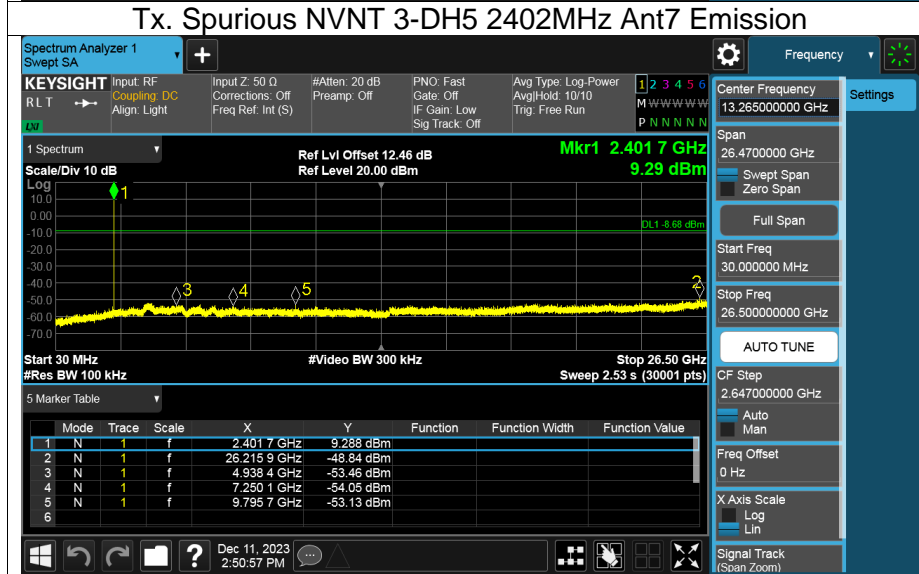 Tx. Spurious NVNT 3-DH5 2402MHz Ant7 Emission
Spectrum Analyzer 1
Swept SA
+
Frequency
Settings
KEYSIGHT
R L T
LXI
Input: RF
Coupling: DC
Align: Light
Input Z: 50 Ω
Corrections: Off
Freq Ref: Int (S)
#Atten: 20 dB
Preamp: Off
PNO: Fast
Gate: Off
IF Gain: Low
Sig Track: Off
Avg Type: Log-Power
Avg|Hold: 10/10
Trig: Free Run
1 2 3 4 5 6
M W W W W W
P N N N N N
1 Spectrum
Scale/Div 10 dB
Ref Lvl Offset 12.46 dB
Ref Level 20.00 dBm
Mkr1 2.401 7 GHz
9.29 dBm
Log
10.0
0.00
-10.0
-20.0
-30.0
-40.0
-50.0
-60.0
-70.0
1
DL1 -8.68 dBm
2
3
4
5
Start 30 MHz
#Res BW 100 kHz
#Video BW 300 kHz
Stop 26.50 GHz
Sweep 2.53 s (30001 pts)
5 Marker Table
Mode Trace Scale X Y Function Function Width Function Value
1 N 1 f 2.401 7 GHz 9.288 dBm
2 N 1 f 26.215 9 GHz -48.84 dBm
3 N 1 f 4.938 4 GHz -53.46 dBm
4 N 1 f 7.250 1 GHz -54.05 dBm
5 N 1 f 9.795 7 GHz -53.13 dBm
6
Center Frequency
13.265000000 GHz
Span
26.4700000 GHz
Swept Span
Zero Span
Full Span
Start Freq
30.000000 MHz
Stop Freq
26.500000 GHz
AUTO TUNE
CF Step
2.647000000 GHz
Auto
Man
Freq Offset
0 Hz
X Axis Scale
Log
Lin
Signal Track
(Span Zoom)
?
Dec 11, 2023
2:50:57 PM